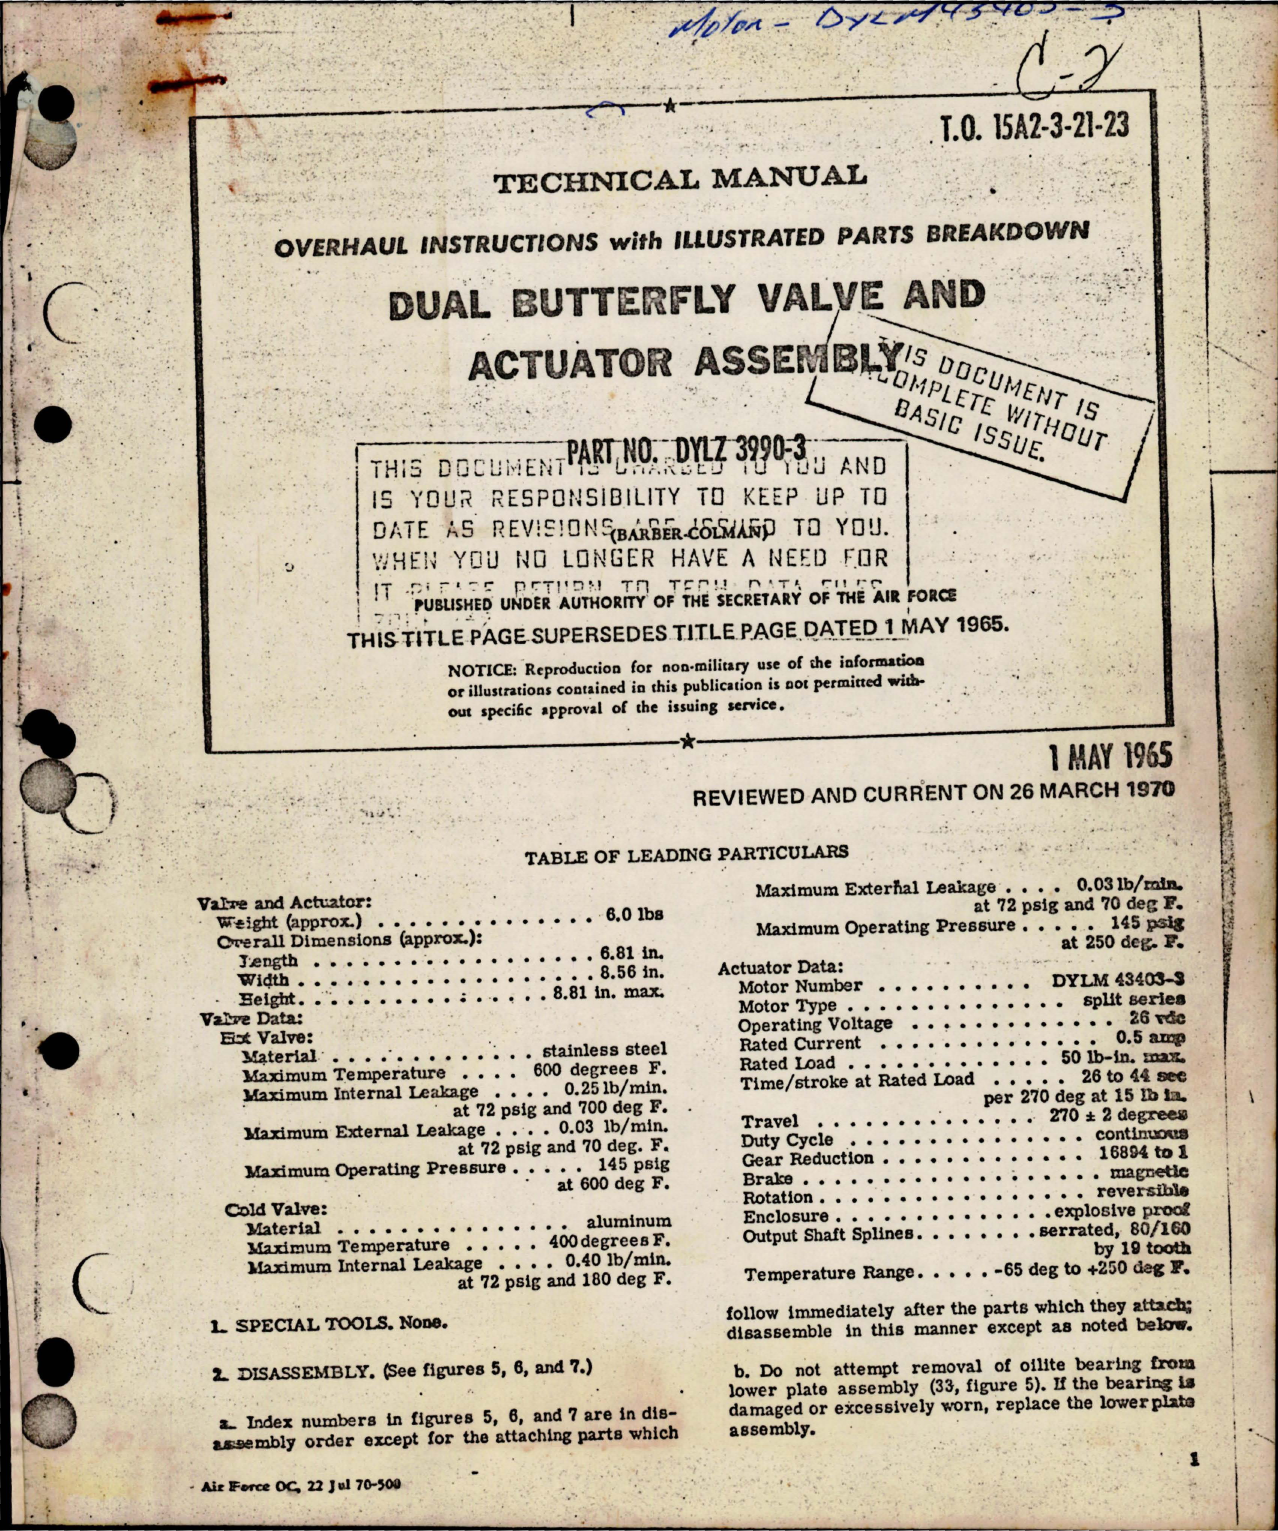 Motor - DYLM43403-3
C-2
T.O. 15A2-3-21-23
TECHNICAL MANUAL
OVERHAUL INSTRUCTIONS with ILLUSTRATED PARTS BREAKDOWN
DUAL BUTTERFLY VALVE AND
ACTUATOR ASSEMBLY
THIS DOCUMENT IS
INCOMPLETE WITHOUT
BASIC ISSUE.
PART NO. DYLZ 3990-3
THIS DOCUMENT IS CHARGED TO YOU AND
IS YOUR RESPONSIBILITY TO KEEP UP TO
DATE AS REVISIONS ARE ISSUED TO YOU.
(BARBER-COLMAN)
WHEN YOU NO LONGER HAVE A NEED FOR
IT PLEASE RETURN TO TECH DATA FILES
PUBLISHED UNDER AUTHORITY OF THE SECRETARY OF THE AIR FORCE
THIS TITLE PAGE SUPERSEDES TITLE PAGE DATED 1 MAY 1965.
NOTICE: Reproduction for non-military use of the information
or illustrations contained in this publication is not permitted with-
out specific approval of the issuing service.
1 MAY 1965
REVIEWED AND CURRENT ON 26 MARCH 1970
TABLE OF LEADING PARTICULARS
Valve and Actuator:
Weight (approx.) . . . . . . . . . . . . . . 6.0 lbs
Overall Dimensions (approx.):
Length . . . . . . . . . . . . . . . . . . 6.81 in.
Width . . . . . . . . . . . . . . . . . . . 8.56 in.
Height. . . . . . . . . . . . . . . . 8.81 in. max.
Valve Data:
Hot Valve:
Material . . . . . . . . . . . . . stainless steel
Maximum Temperature . . . . 600 degrees F.
Maximum Internal Leakage . . . . 0.25 lb/min.
at 72 psig and 700 deg F.
Maximum External Leakage . . . . 0.03 lb/min.
at 72 psig and 70 deg. F.
Maximum Operating Pressure . . . . . 145 psig
at 600 deg F.
Cold Valve:
Material . . . . . . . . . . . . . . . aluminum
Maximum Temperature . . . . . 400 degrees F.
Maximum Internal Leakage . . . . 0.40 lb/min.
at 72 psig and 180 deg F.
1. SPECIAL TOOLS. None.
2. DISASSEMBLY. (See figures 5, 6, and 7.)
a. Index numbers in figures 5, 6, and 7 are in dis-
assembly order except for the attaching parts which
Maximum External Leakage . . . . 0.03 lb/min.
at 72 psig and 70 deg F.
Maximum Operating Pressure . . . . . 145 psig
at 250 deg. F.
Actuator Data:
Motor Number . . . . . . . . . . DYLM 43403-3
Motor Type . . . . . . . . . . . . . . . split series
Operating Voltage . . . . . . . . . . . . . 26 vdc
Rated Current . . . . . . . . . . . . . . 0.5 amp
Rated Load . . . . . . . . . . . . . 50 lb-in. max.
Time/stroke at Rated Load . . . . . 26 to 44 sec
per 270 deg at 15 lb in.
Travel . . . . . . . . . . . . . . 270 ± 2 degrees
Duty Cycle . . . . . . . . . . . . . . . continuous
Gear Reduction . . . . . . . . . . . . . 16894 to 1
Brake . . . . . . . . . . . . . . . . . . . magnetic
Rotation . . . . . . . . . . . . . . . . . reversible
Enclosure . . . . . . . . . . . . . . explosive proof
Output Shaft Splines. . . . . . . . serrated, 80/160
by 19 tooth
Temperature Range. . . . . -65 deg to +250 deg F.
follow immediately after the parts which they attach;
disassemble in this manner except as noted below.
b. Do not attempt removal of oilite bearing from
lower plate assembly (33, figure 5). If the bearing is
damaged or excessively worn, replace the lower plate
assembly.
1
Air Force OC, 22 Jul 70-500